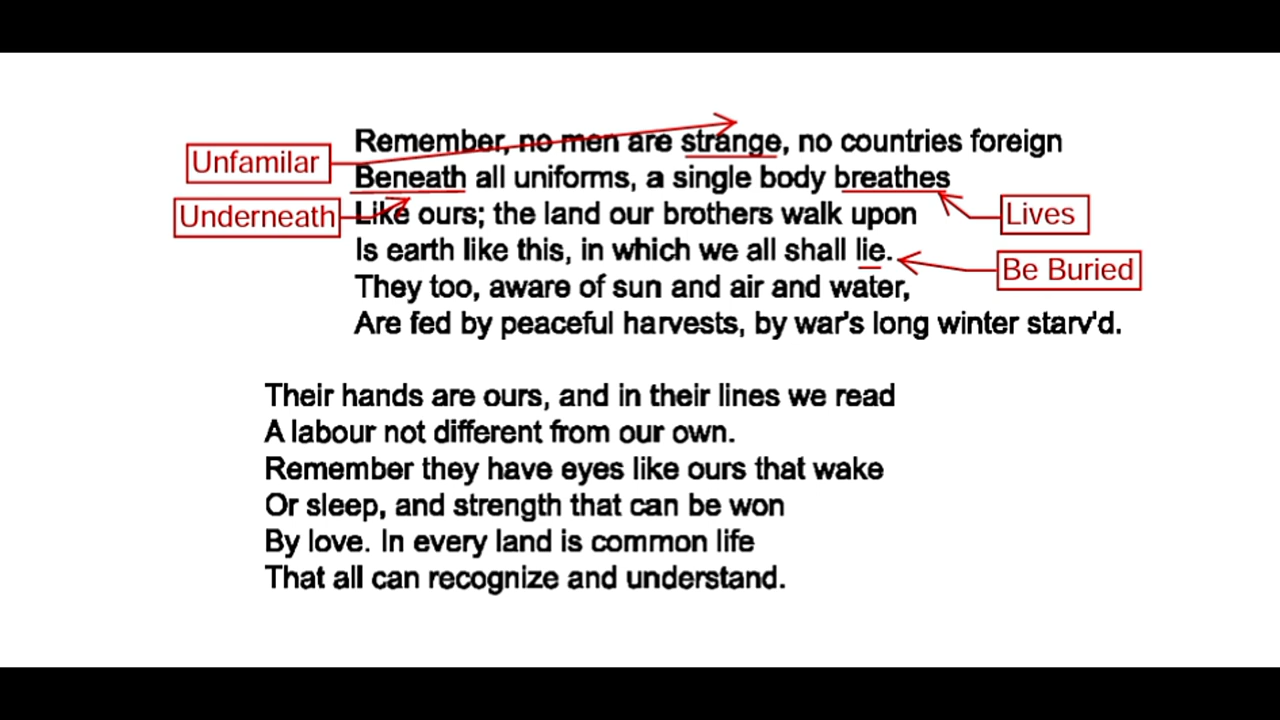 Remember, no men are strange, no countries foreign
Unfamilar
Beneath all uniforms, a single body breathes
Underneath
Like ours; the land our brothers walk upon
Lives
Is earth like this, in which we all shall lie.
Be Buried
They too, aware of sun and air and water,
Are fed by peaceful harvests, by war's long winter starv'd.
Their hands are ours, and in their lines we read
A labour not different from our own.
Remember they have eyes like ours that wake
Or sleep, and strength that can be won
By love. In every land is common life
That all can recognize and understand.